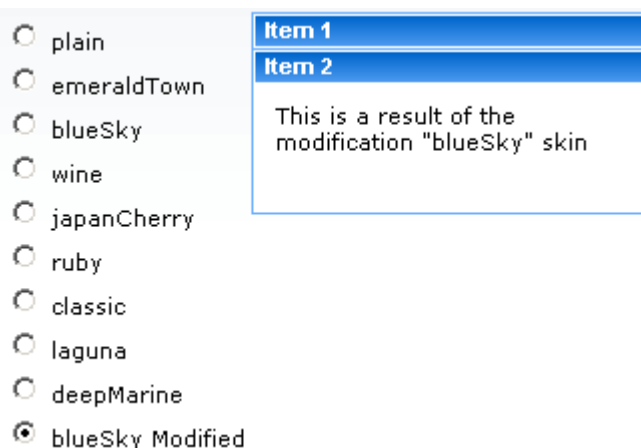 plain
emeraldTown
blueSky
wine
japanCherry
ruby
classic
laguna
deepMarine
blueSky Modified
Item 1
Item 2
This is a result of the
modification "blueSky" skin